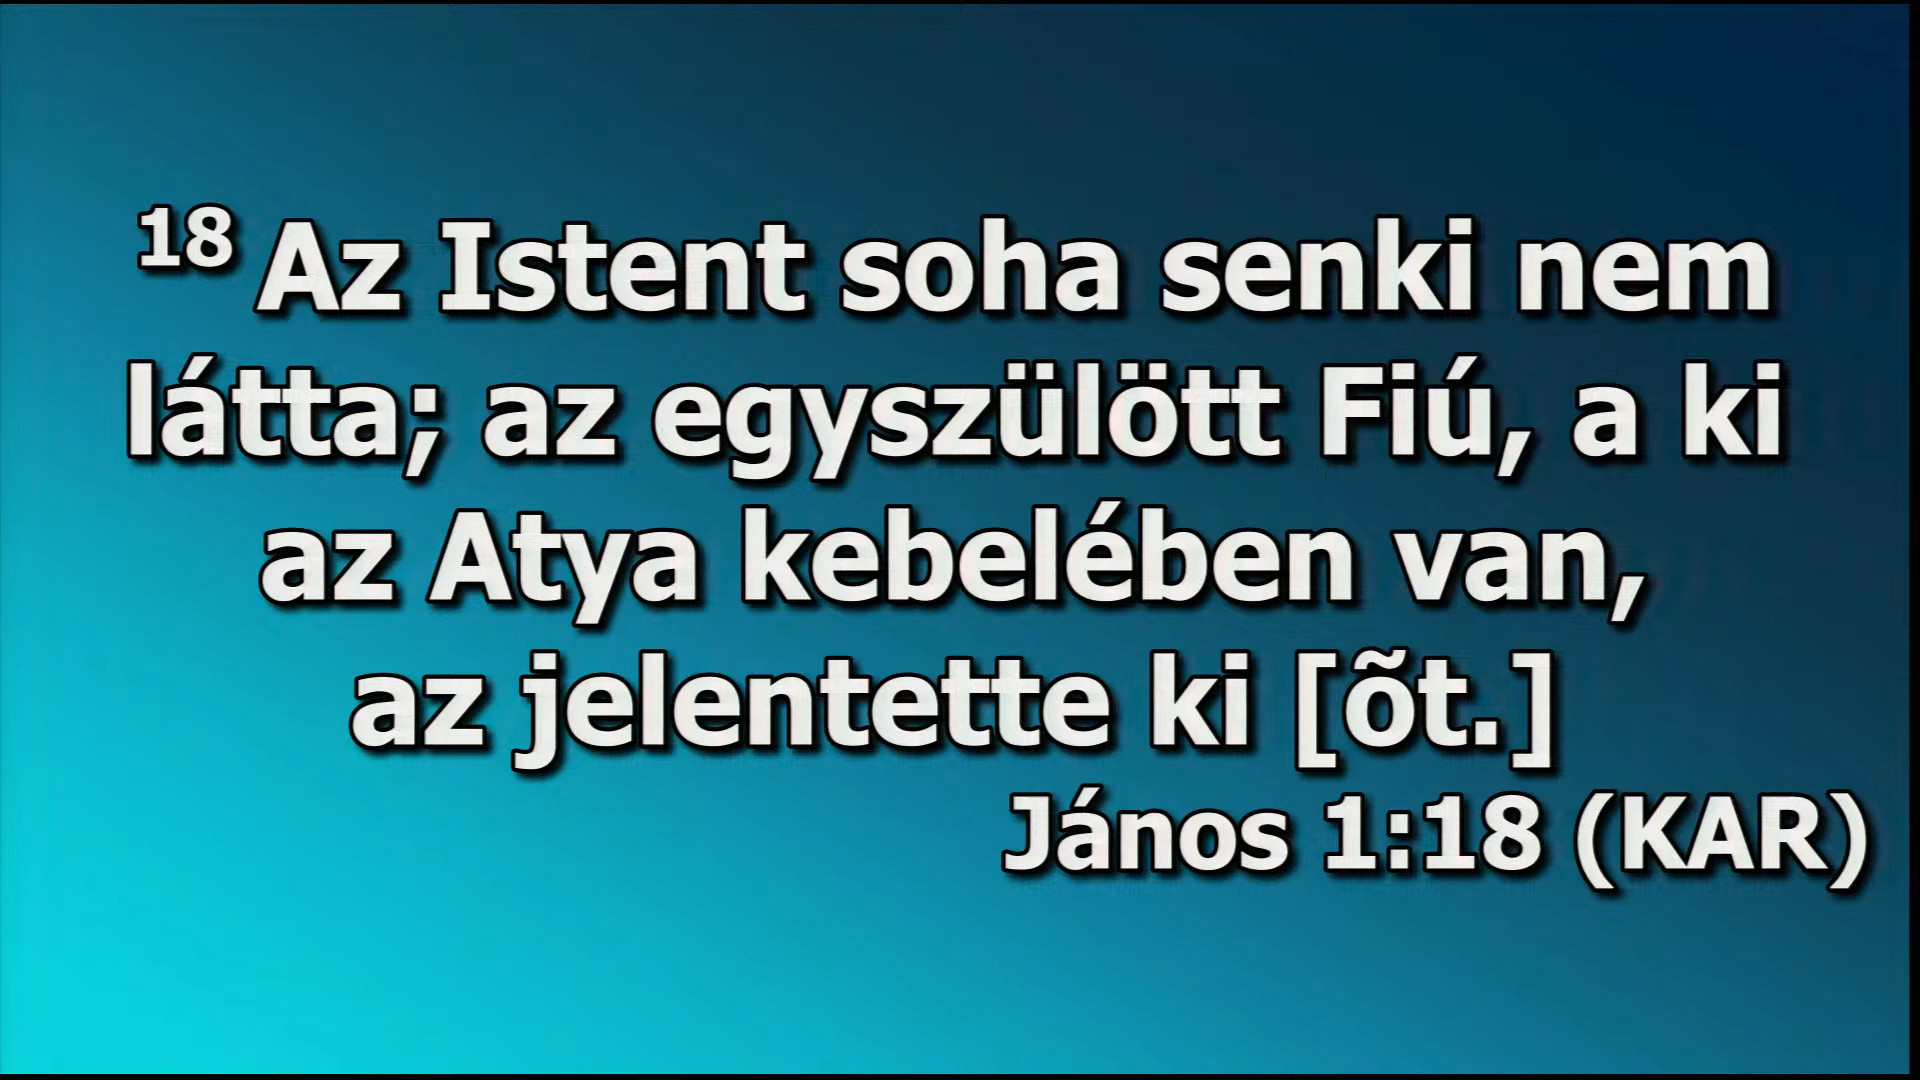 18 Az Istent soha senki nem
látta; az egyszülött Fiú, a ki
az Atya kebelében van,
az jelentette ki [õt.]
János 1:18 (KAR)